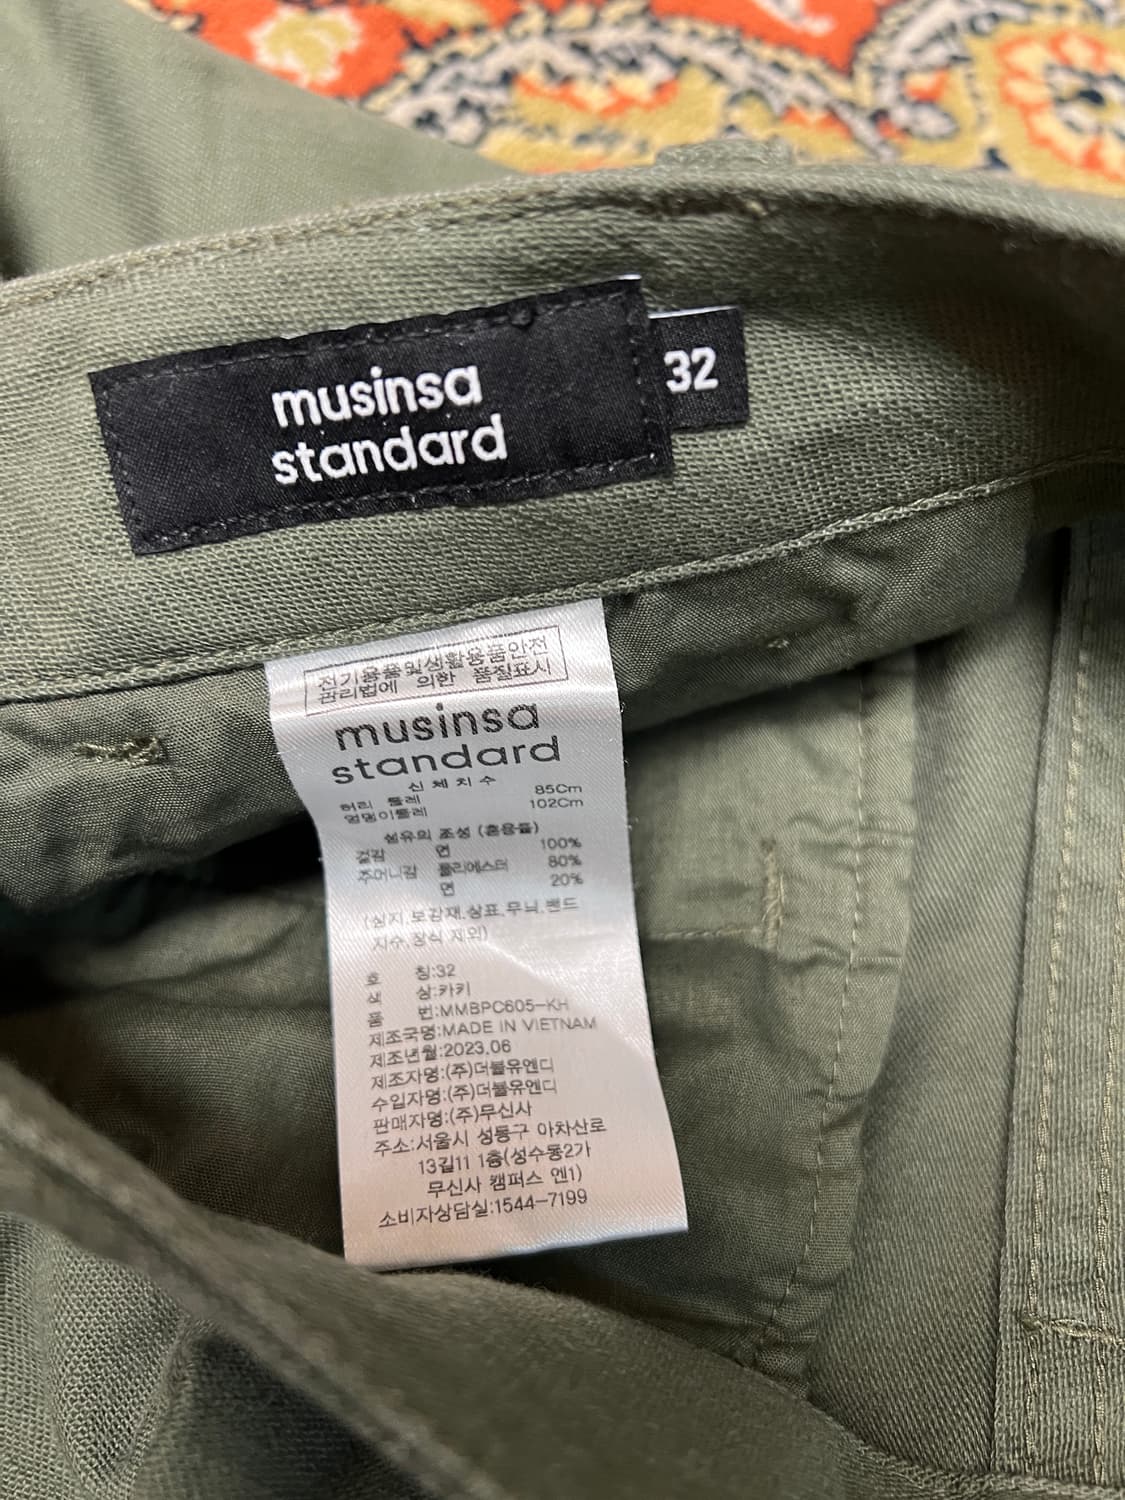 musinsa
standard
32
전기용품 및 생활용품안전
관리법에 의한 품질표시
musinsa
standard
신체치수
허리 둘레 85Cm
엉덩이둘레 102Cm
섬유의 조성 (혼용률)
겉감 면 100%
주머니감 폴리에스터 80%
면 20%
(심지.보강재.상표.무늬.밴드
자수.장식 제외)
호 칭:32
색 상:카키
품 번:MMBPC605-KH
제조국명:MADE IN VIETNAM
제조년월:2023.06
제조자명:(주)더블유엔디
수입자명:(주)더블유엔디
판매자명:(주)무신사
주소:서울시 성동구 아차산로
13길11 1층(성수동2가
무신사 캠퍼스 엔1)
소비자상담실:1544-7199